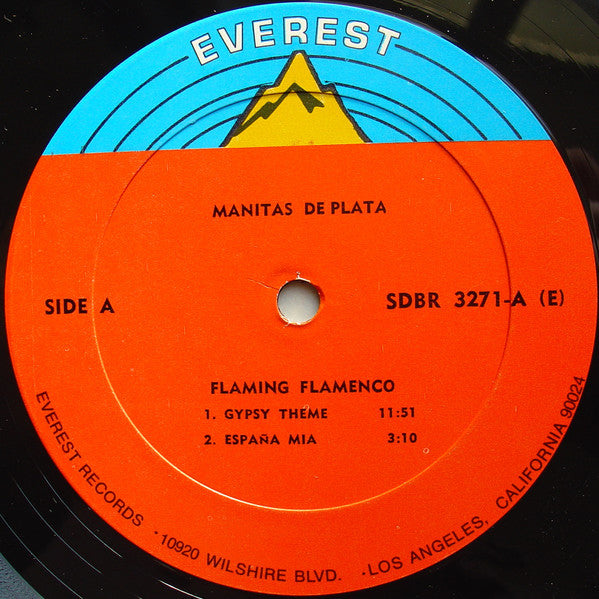 EVEREST
MANITAS DE PLATA
SIDE A
SDBR 3271-A (E)
FLAMING FLAMENCO
1. GYPSY THEME 11:51
2. ESPAÑA MIA 3:10
EVEREST RECORDS · 10920 WILSHIRE BLVD. · LOS ANGELES, CALIFORNIA 90024